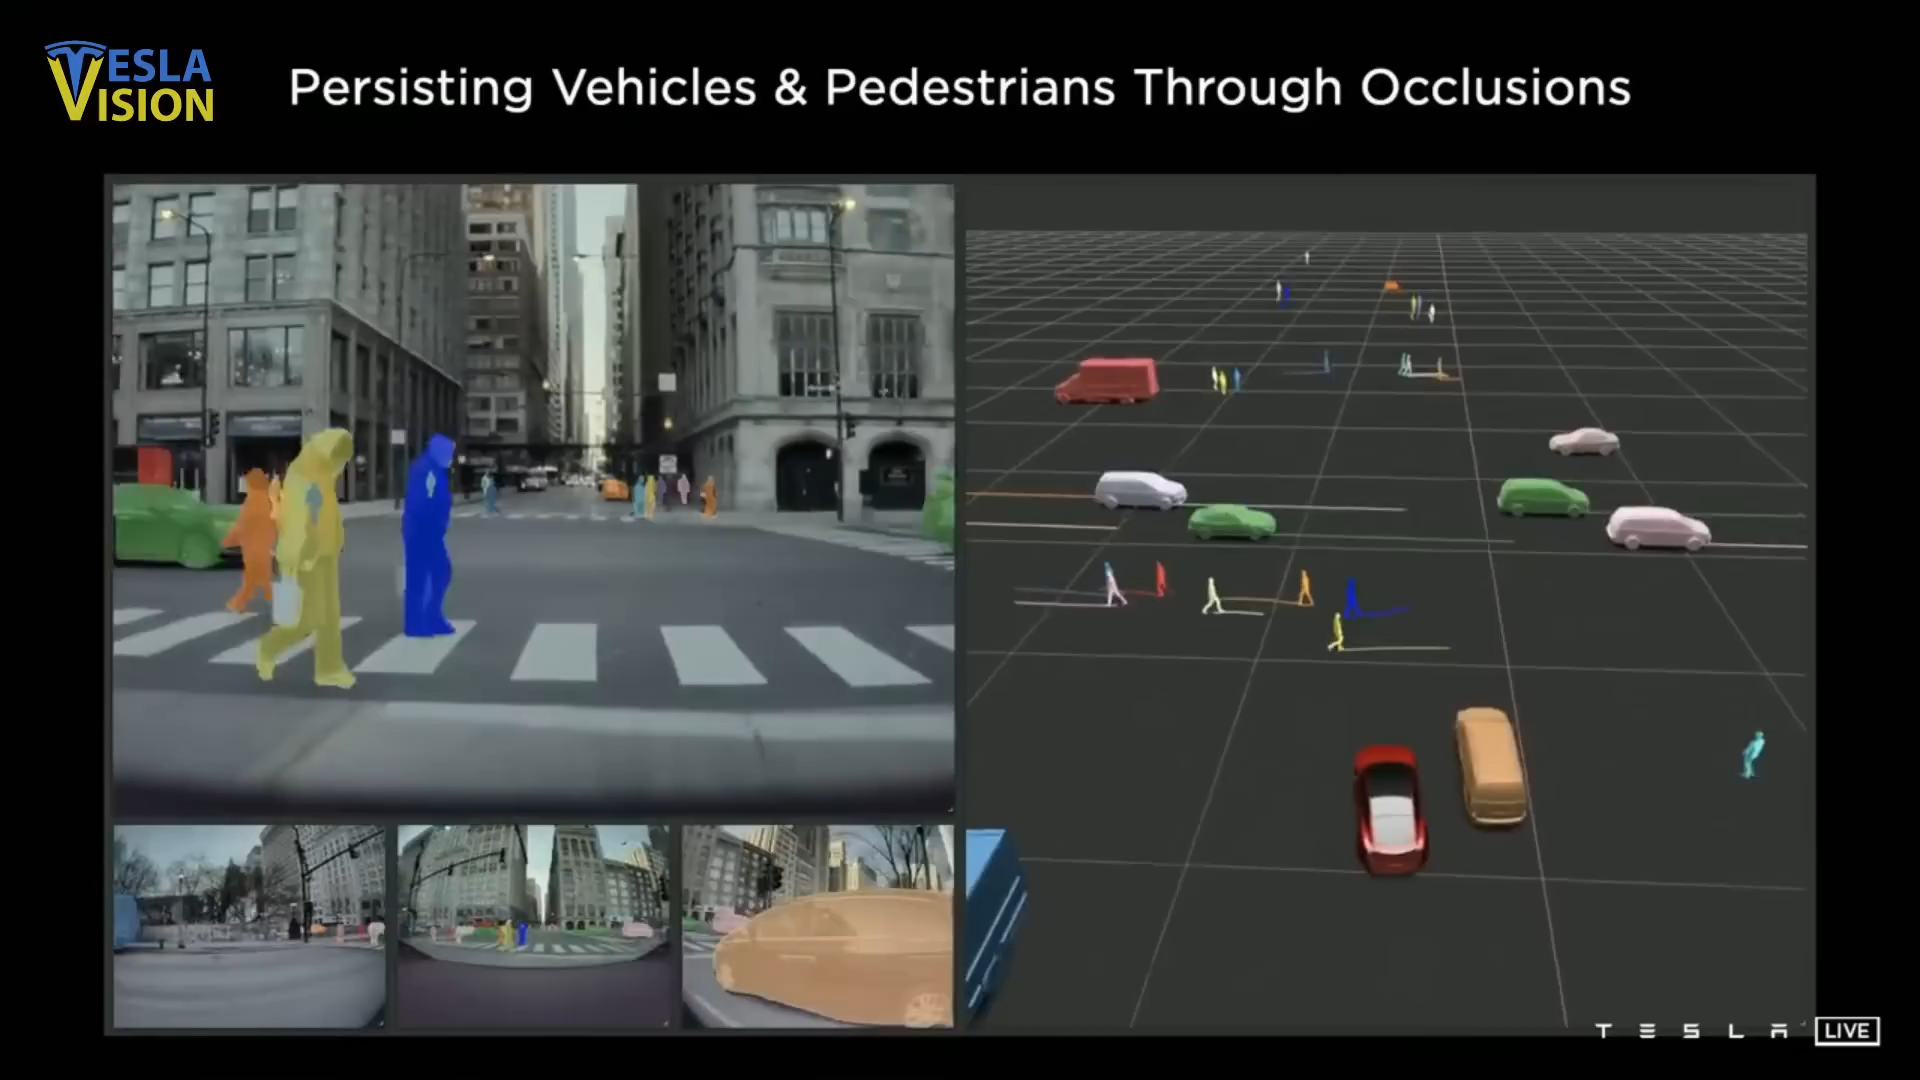 TESLA
VISION
Persisting Vehicles & Pedestrians Through Occlusions
TESLA LIVE